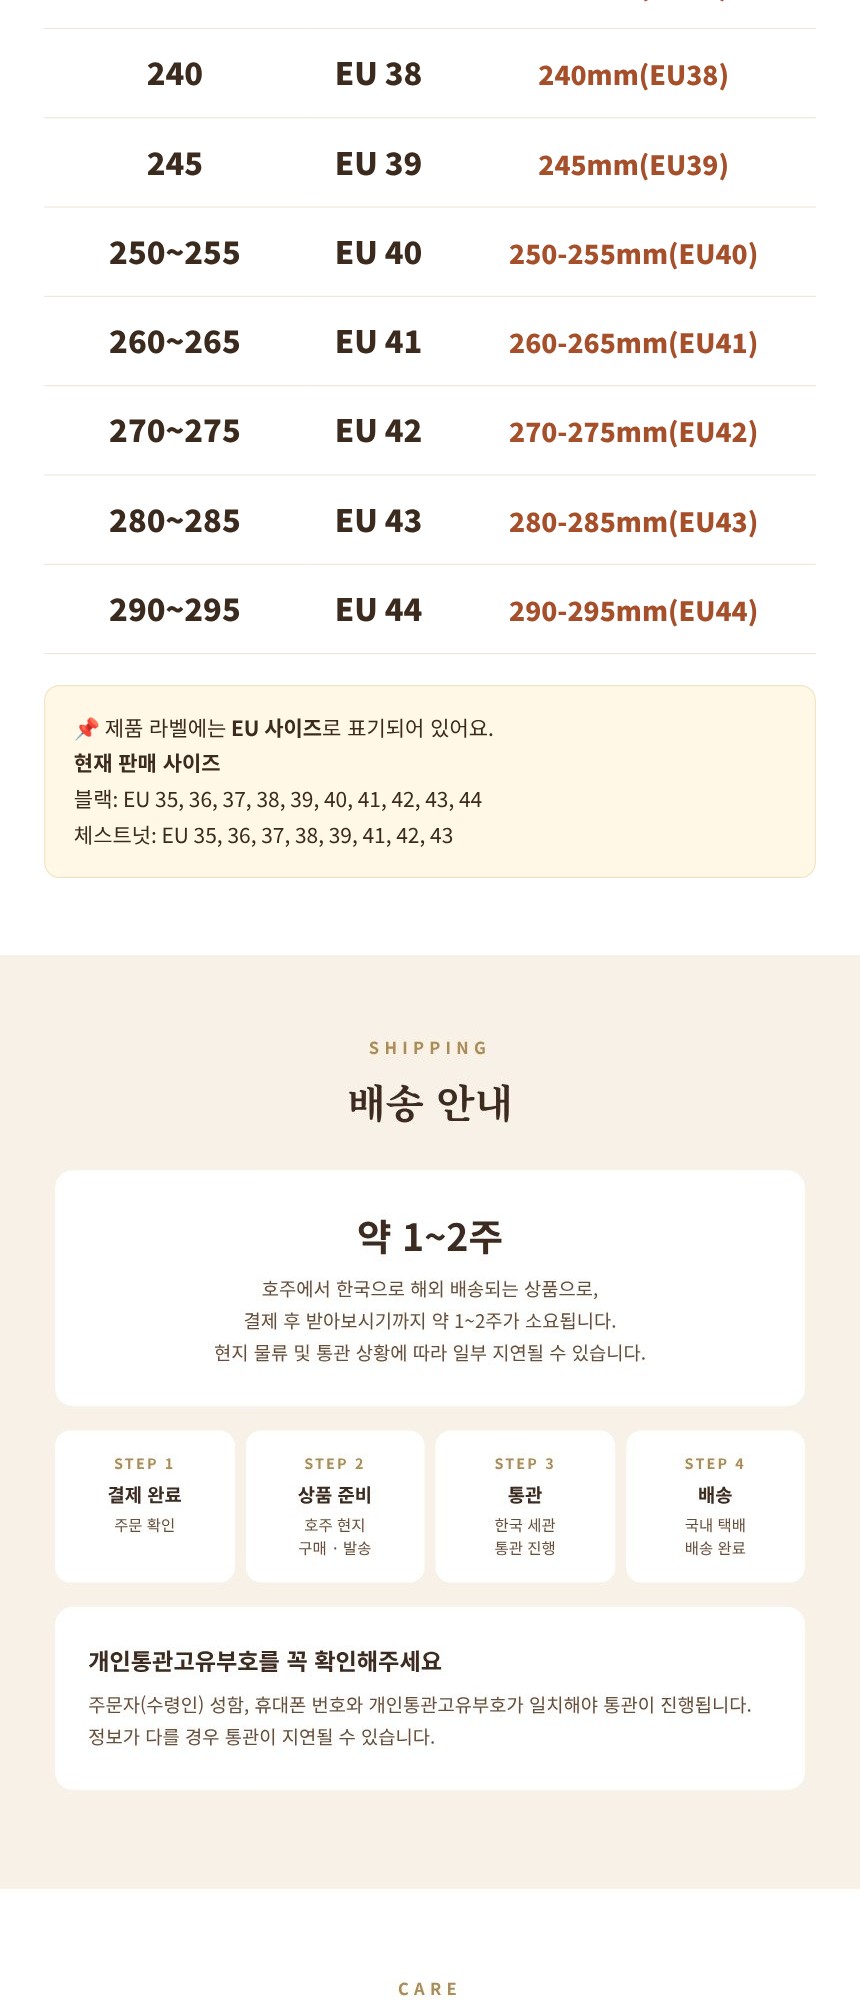 240 EU 38 240mm(EU38)
245 EU 39 245mm(EU39)
250~255 EU 40 250-255mm(EU40)
260~265 EU 41 260-265mm(EU41)
270~275 EU 42 270-275mm(EU42)
280~285 EU 43 280-285mm(EU43)
290~295 EU 44 290-295mm(EU44)
📌 제품 라벨에는 EU 사이즈로 표기되어 있어요.
현재 판매 사이즈
블랙: EU 35, 36, 37, 38, 39, 40, 41, 42, 43, 44
체스트넛: EU 35, 36, 37, 38, 39, 41, 42, 43
SHIPPING
배송 안내
약 1~2주
호주에서 한국으로 해외 배송되는 상품으로,
결제 후 받아보시기까지 약 1~2주가 소요됩니다.
현지 물류 및 통관 상황에 따라 일부 지연될 수 있습니다.
STEP 1
결제 완료
주문 확인
STEP 2
상품 준비
호주 현지
구매 · 발송
STEP 3
통관
한국 세관
통관 진행
STEP 4
배송
국내 택배
배송 완료
개인통관고유부호를 꼭 확인해주세요
주문자(수령인) 성함, 휴대폰 번호와 개인통관고유부호가 일치해야 통관이 진행됩니다.
정보가 다를 경우 통관이 지연될 수 있습니다.
CARE